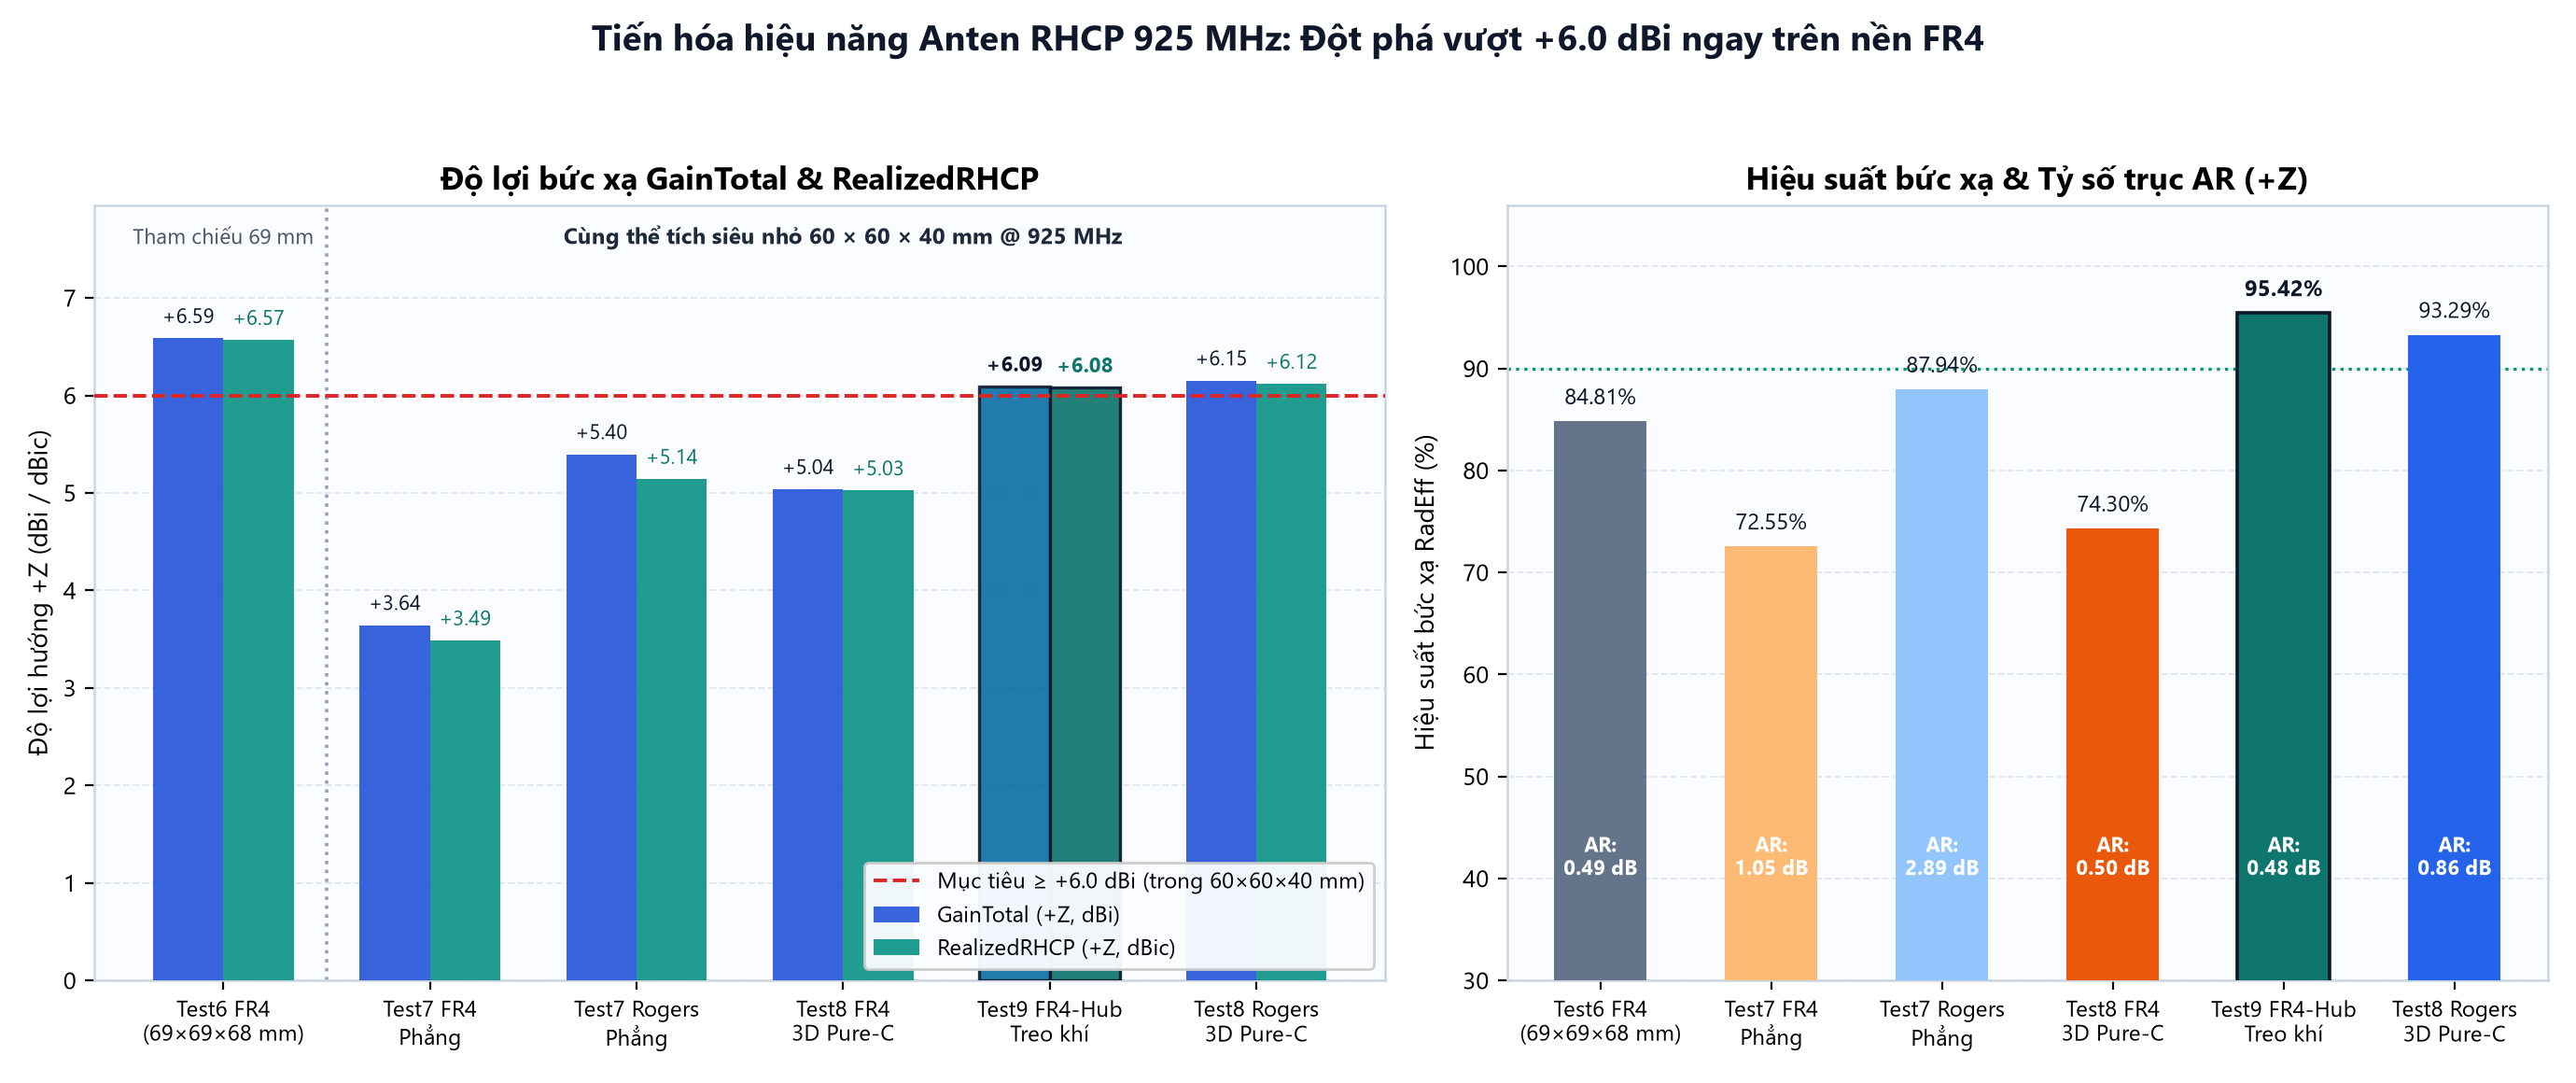 Tiến hóa hiệu năng Anten RHCP 925 MHz: Đột phá vượt +6.0 dBi ngay trên nền FR4
Độ lợi bức xạ GainTotal & RealizedRHCP
Tham chiếu 69 mm
Cùng thể tích siêu nhỏ 60 × 60 × 40 mm @ 925 MHz
Độ lợi hướng +Z (dBi / dBic)
7
6
5
4
3
2
1
0
+6.59
+6.57
+3.64
+3.49
+5.40
+5.14
+5.04
+5.03
+6.09
+6.08
+6.15
+6.12
Mục tiêu ≥ +6.0 dBi (trong 60×60×40 mm)
GainTotal (+Z, dBi)
RealizedRHCP (+Z, dBic)
Test6 FR4
(69×69×68 mm)
Test7 FR4
Phẳng
Test7 Rogers
Phẳng
Test8 FR4
3D Pure-C
Test9 FR4-Hub
Treo khí
Test8 Rogers
3D Pure-C
Hiệu suất bức xạ & Tỷ số trục AR (+Z)
Hiệu suất bức xạ RadEff (%)
100
90
80
70
60
50
40
30
84.81%
72.55%
87.94%
74.30%
95.42%
93.29%
AR:
0.49 dB
AR:
1.05 dB
AR:
2.89 dB
AR:
0.50 dB
AR:
0.48 dB
AR:
0.86 dB
Test6 FR4
(69×69×68 mm)
Test7 FR4
Phẳng
Test7 Rogers
Phẳng
Test8 FR4
3D Pure-C
Test9 FR4-Hub
Treo khí
Test8 Rogers
3D Pure-C